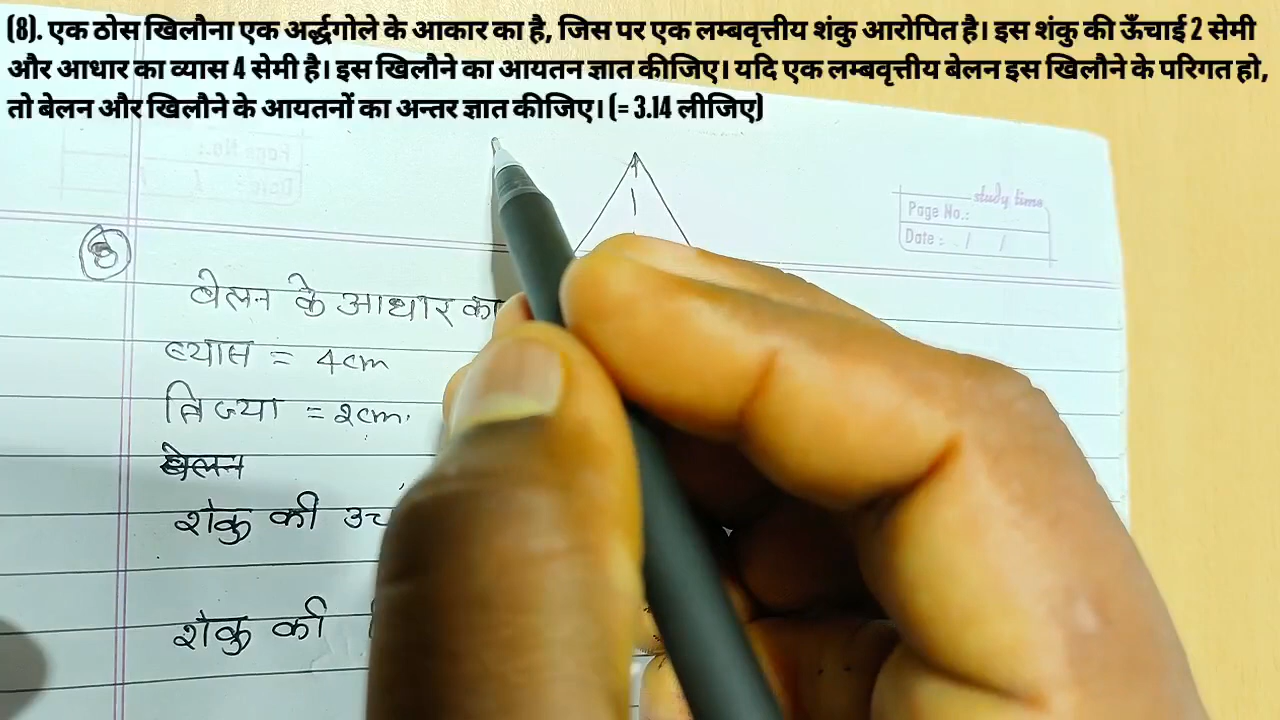 (8). एक ठोस खिलौना एक अर्द्धगोले के आकार का है, जिस पर एक लम्बवृत्तीय शंकु आरोपित है। इस शंकु की ऊँचाई 2 सेमी
और आधार का व्यास 4 सेमी है। इस खिलौने का आयतन ज्ञात कीजिए। यदि एक लम्बवृत्तीय बेलन इस खिलौने के परिगत हो,
तो बेलन और खिलौने के आयतनों का अन्तर ज्ञात कीजिए। (= 3.14 लीजिए)
study time
Page No.:
Date : / /
8
बेलन के आधार का
व्यास = 4cm
त्रिज्या = 2cm.
बेलन
शंकु की
शंकु की